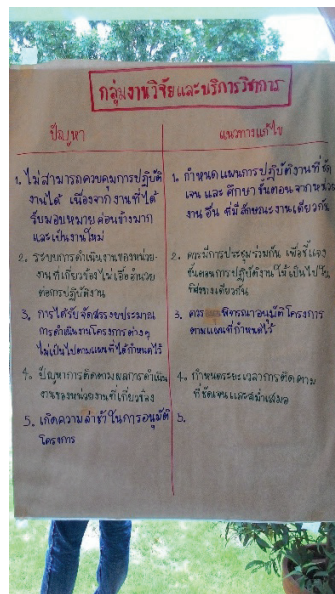 กลุ่มงานวิจัยและบริการวิชาการ
ปัญหา
1. ไม่สามารถควบคุมการปฏิบัติ
งานได้ เนื่องจากงานที่ได้
รับมอบหมายค่อนข้างมาก
และเป็นงานใหม่
2. ระบบการดำเนินงานของหน่วย
งานที่เกี่ยวข้องไม่เอื้ออำนวย
ต่อการปฏิบัติงาน
3. การได้รับจัดสรรงบประมาณ
การดำเนินงานโครงการต่างๆ
ไม่เป็นไปตามแผนที่ได้กำหนดไว้
4. ปัญหาการติดตามผลการดำเนิน
งานของหน่วยงานที่เกี่ยวข้อง
5. เกิดความล่าช้าในการอนุมัติ
โครงการ
แนวทางแก้ไข
1. กำหนดแผนการปฏิบัติงานที่ชัด
เจน และ ศึกษาขั้นตอนจากหน่วย
งานอื่น ที่มีลักษณะงานเดียวกัน
2. ควรมีการประชุมร่วมกัน เพื่อชี้แจง
ขั้นตอนการปฏิบัติงาน ให้เป็นไปใน
ทิศทางเดียวกัน
3. ควร พิจารณาอนุมัติโครงการ
ตามแผนที่กำหนดไว้
4. กำหนดระยะเวลาการติดตาม
ที่ชัดเจนและสม่ำเสมอ
5.